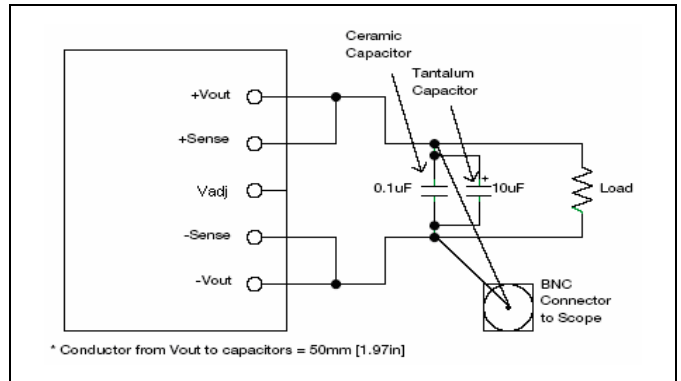 Ceramic
Capacitor
Tantalum
Capacitor
+Vout
+Sense
Vadj
-Sense
-Vout
0.1uF
+
10uF
Load
BNC
Connector
to Scope
* Conductor from Vout to capacitors = 50mm [1.97in]